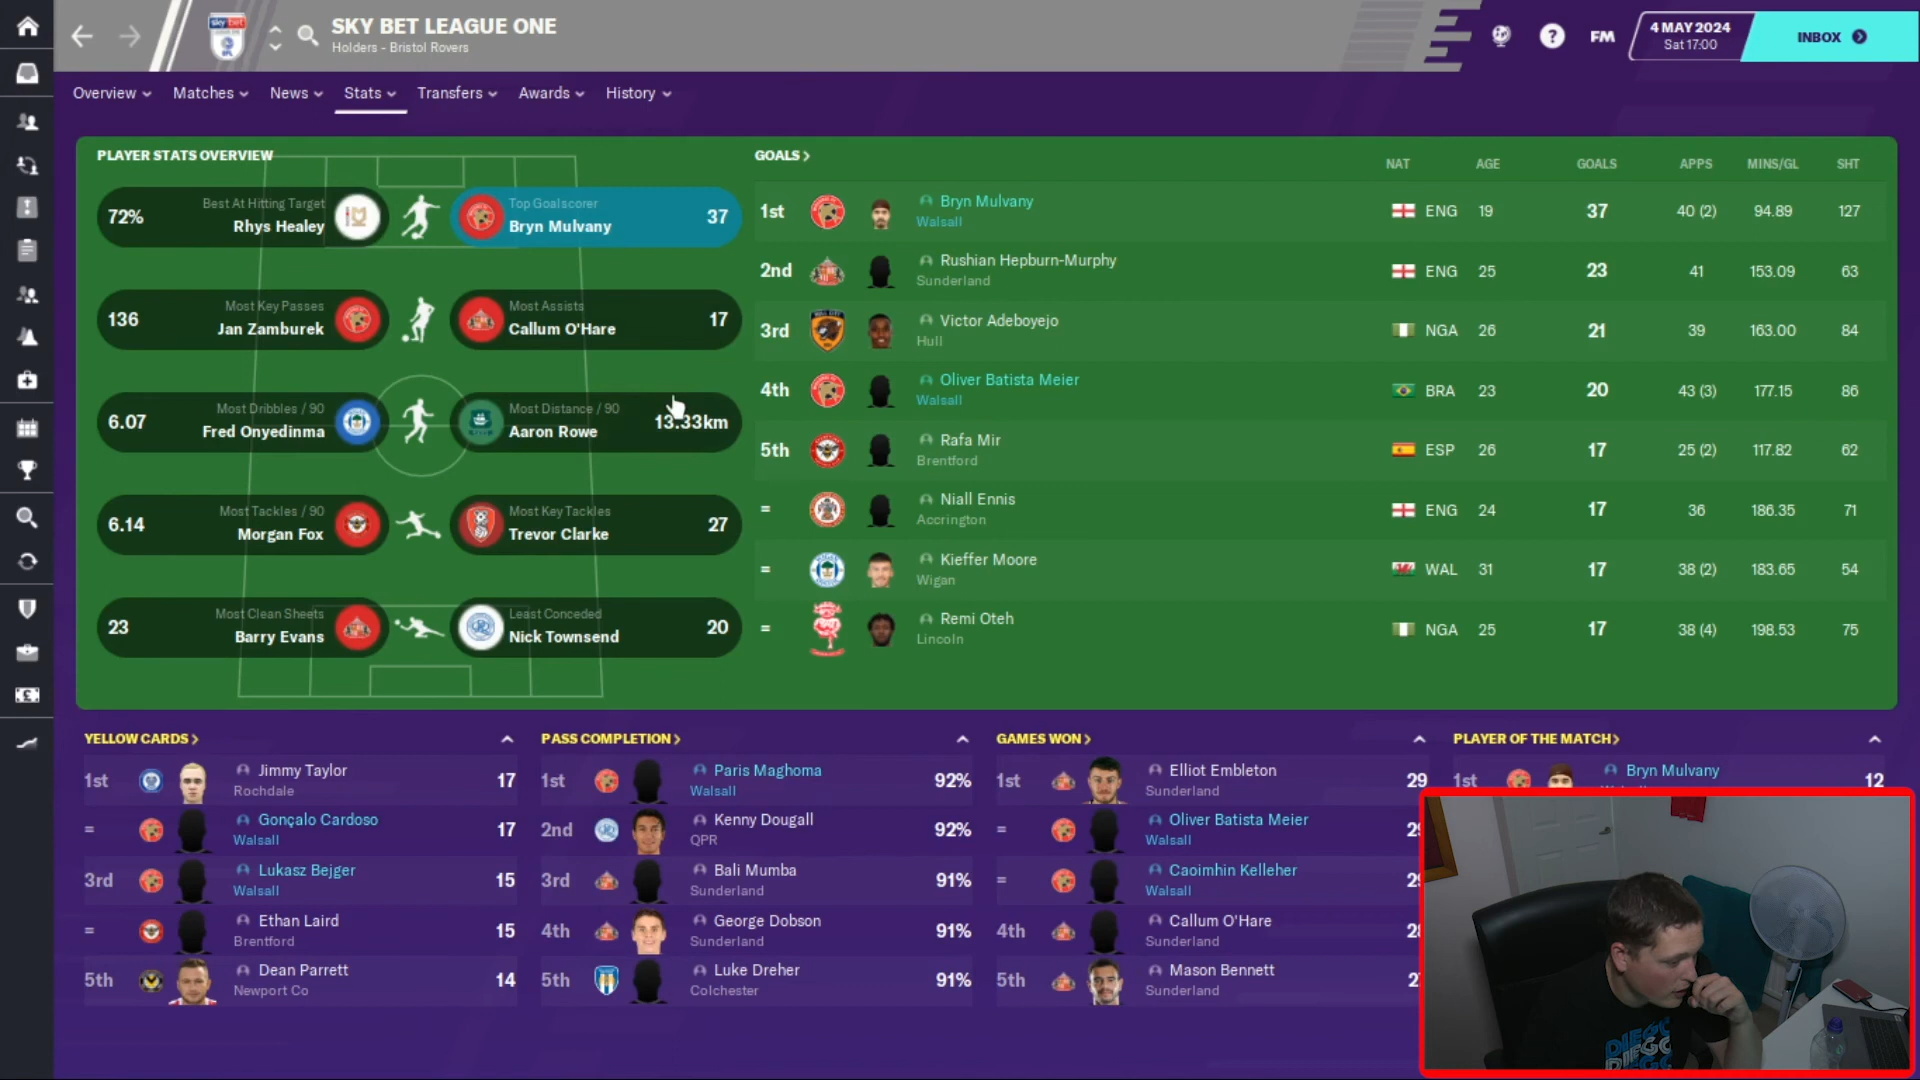 SKY BET LEAGUE ONE
Holders - Bristol Rovers
FM
4 MAY 2024
Sat 17:00
INBOX
Overview
Matches
News
Stats
Transfers
Awards
History
PLAYER STATS OVERVIEW
72%
Best At Hitting Target
Rhys Healey
Top Goalscorer
Bryn Mulvany
37
136
Most Key Passes
Jan Zamburek
Most Assists
Callum O'Hare
17
6.07
Most Dribbles / 90
Fred Onyedinma
Most Distance / 90
Aaron Rowe
13.33km
6.14
Most Tackles / 90
Morgan Fox
Most Key Tackles
Trevor Clarke
27
23
Most Clean Sheets
Barry Evans
Least Conceded
Nick Townsend
20
GOALS
NAT AGE GOALS APPS MINS/GL SHT
1st Bryn Mulvany ENG 19 37 40 (2) 94.89 127
Walsall
2nd Rushian Hepburn-Murphy ENG 25 23 41 153.09 63
Sunderland
3rd Victor Adeboyejo NGA 26 21 39 163.00 84
Hull
4th Oliver Batista Meier BRA 23 20 43 (3) 177.15 86
Walsall
5th Rafa Mir ESP 26 17 25 (2) 117.82 62
Brentford
= Niall Ennis ENG 24 17 36 186.35 71
Accrington
= Kieffer Moore WAL 31 17 38 (2) 183.65 54
Wigan
= Remi Oteh NGA 25 17 38 (4) 198.53 75
Lincoln
YELLOW CARDS
1st Jimmy Taylor 17
Rochdale
= Gonçalo Cardoso 17
Walsall
3rd Lukasz Bejger 15
Walsall
= Ethan Laird 15
Brentford
5th Dean Parrett 14
Newport Co
PASS COMPLETION
1st Paris Maghoma 92%
Walsall
2nd Kenny Dougall 92%
QPR
3rd Bali Mumba 91%
Sunderland
4th George Dobson 91%
Sunderland
5th Luke Dreher 91%
Colchester
GAMES WON
1st Elliot Embleton 29
Sunderland
= Oliver Batista Meier
Walsall
= Caoimhin Kelleher
Walsall
4th Callum O'Hare
Sunderland
5th Mason Bennett
Sunderland
PLAYER OF THE MATCH
1st Bryn Mulvany 12
DIEGO
DIEGO